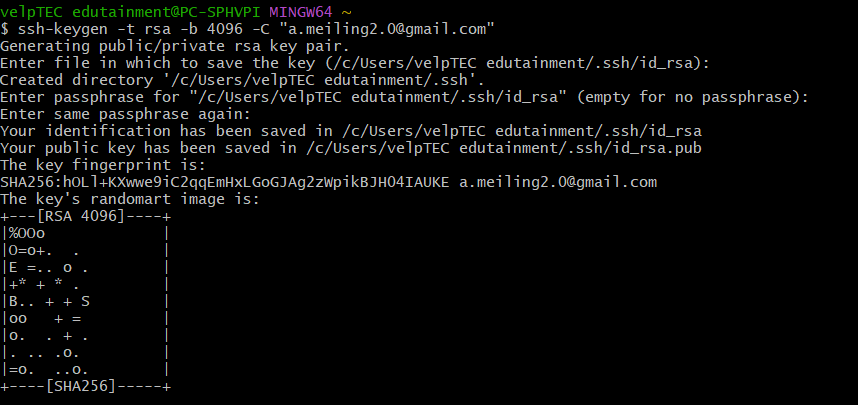 velpTEC edutainment@PC-SPHVPI MINGW64 ~
$ ssh-keygen -t rsa -b 4096 -C "a.meiling2.0@gmail.com"
Generating public/private rsa key pair.
Enter file in which to save the key (/c/Users/velpTEC edutainment/.ssh/id_rsa):
Created directory '/c/Users/velpTEC edutainment/.ssh'.
Enter passphrase for "/c/Users/velpTEC edutainment/.ssh/id_rsa" (empty for no passphrase):
Enter same passphrase again:
Your identification has been saved in /c/Users/velpTEC edutainment/.ssh/id_rsa
Your public key has been saved in /c/Users/velpTEC edutainment/.ssh/id_rsa.pub
The key fingerprint is:
SHA256:hOLl+KXwwe9iC2qqEmHxLGoGJAg2zWpikBJHO4IAUKE a.meiling2.0@gmail.com
The key's randomart image is:
+---[RSA 4096]----+
|%OOo             |
|O=o+.  .         |
|E =.. o .        |
|+* + * .         |
|B.. + + S        |
|oo   + =         |
|o.  . + .        |
|. .. .o.         |
|=o.  ..o.        |
+----[SHA256]-----+